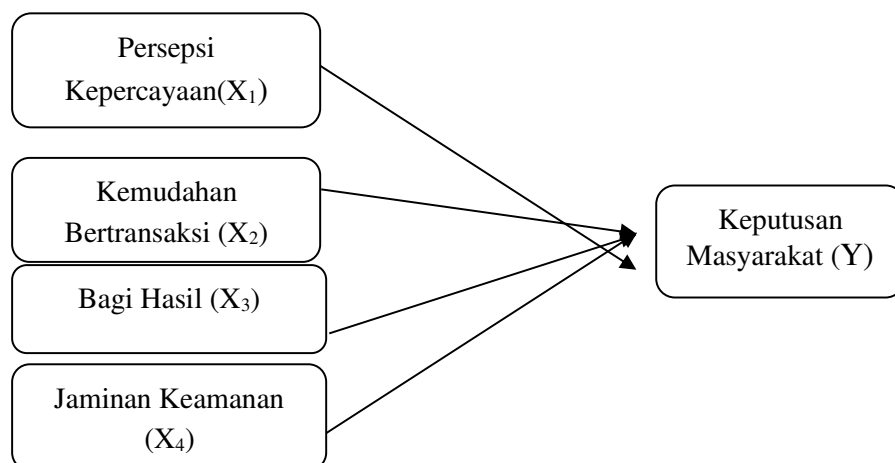 Persepsi
Kepercayaan(X₁)
Kemudahan
Bertransaksi (X₂)
Bagi Hasil (X₃)
Jaminan Keamanan
(X₄)
Keputusan
Masyarakat (Y)